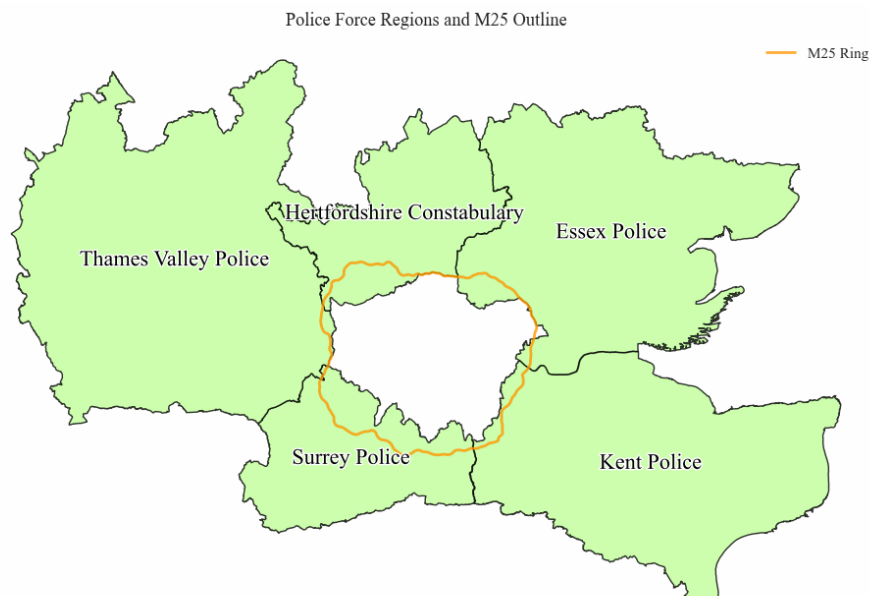 Police Force Regions and M25 Outline
M25 Ring
Hertfordshire Constabulary
Essex Police
Thames Valley Police
Surrey Police
Kent Police